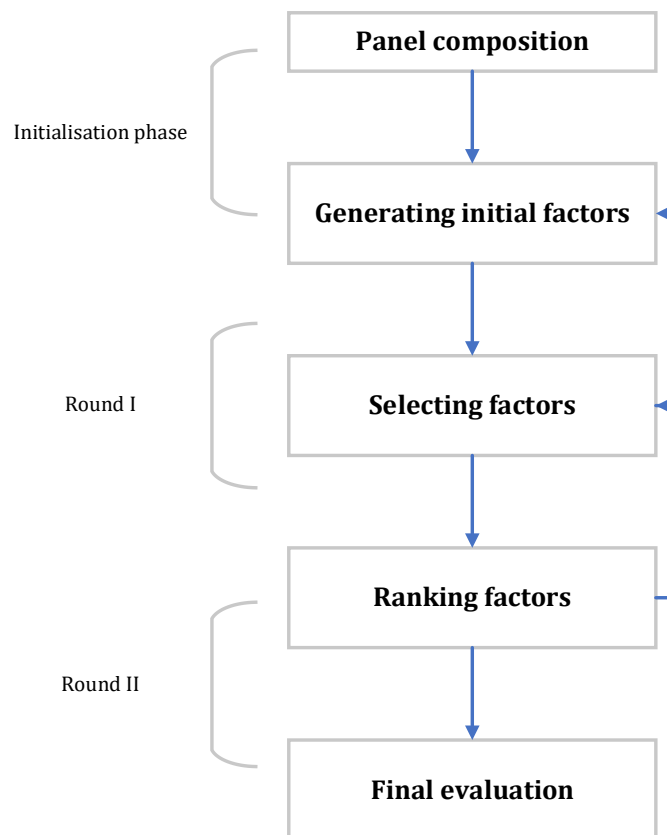 Panel composition
Initialisation phase
Generating initial factors
Round I
Selecting factors
Ranking factors
Round II
Final evaluation